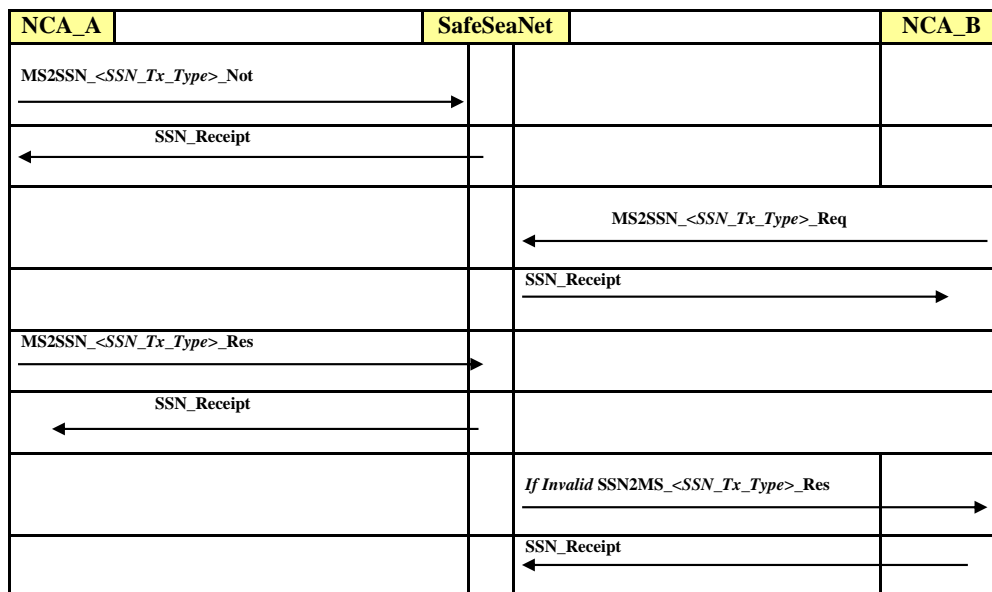 NCA_A SafeSeaNet NCA_B
MS2SSN_<SSN_Tx_Type>_Not
SSN_Receipt
MS2SSN_<SSN_Tx_Type>_Req
SSN_Receipt
MS2SSN_<SSN_Tx_Type>_Res
SSN_Receipt
If Invalid SSN2MS_<SSN_Tx_Type>_Res
SSN_Receipt